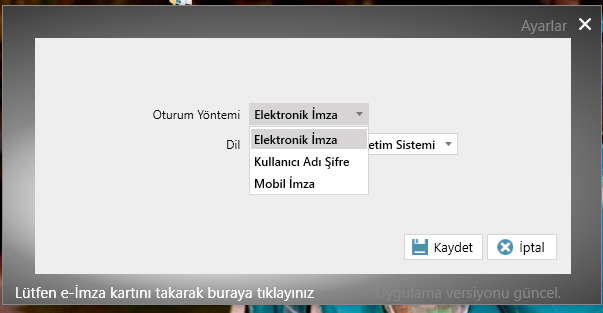 Ayarlar
Oturum Yöntemi Elektronik İmza
Elektronik İmza
Dil etim Sistemi
Kullanıcı Adı Şifre
Mobil İmza
Kaydet İptal
Lütfen e-İmza kartını takarak buraya tıklayınız Uygulama versiyonu güncel.